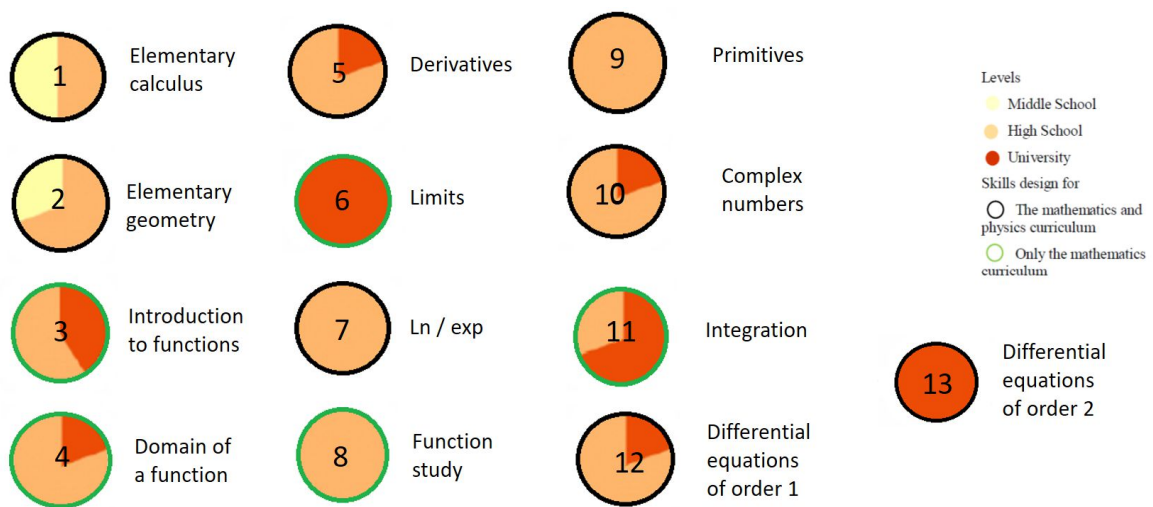 1
Elementary
calculus
2
Elementary
geometry
3
Introduction
to functions
4
Domain of
a function
5
Derivatives
6
Limits
7
Ln / exp
8
Function
study
9
Primitives
10
Complex
numbers
11
Integration
12
Differential
equations
of order 1
13
Differential
equations
of order 2
Levels
Middle School
High School
University
Skills design for
The mathematics and
physics curriculum
Only the mathematics
curriculum